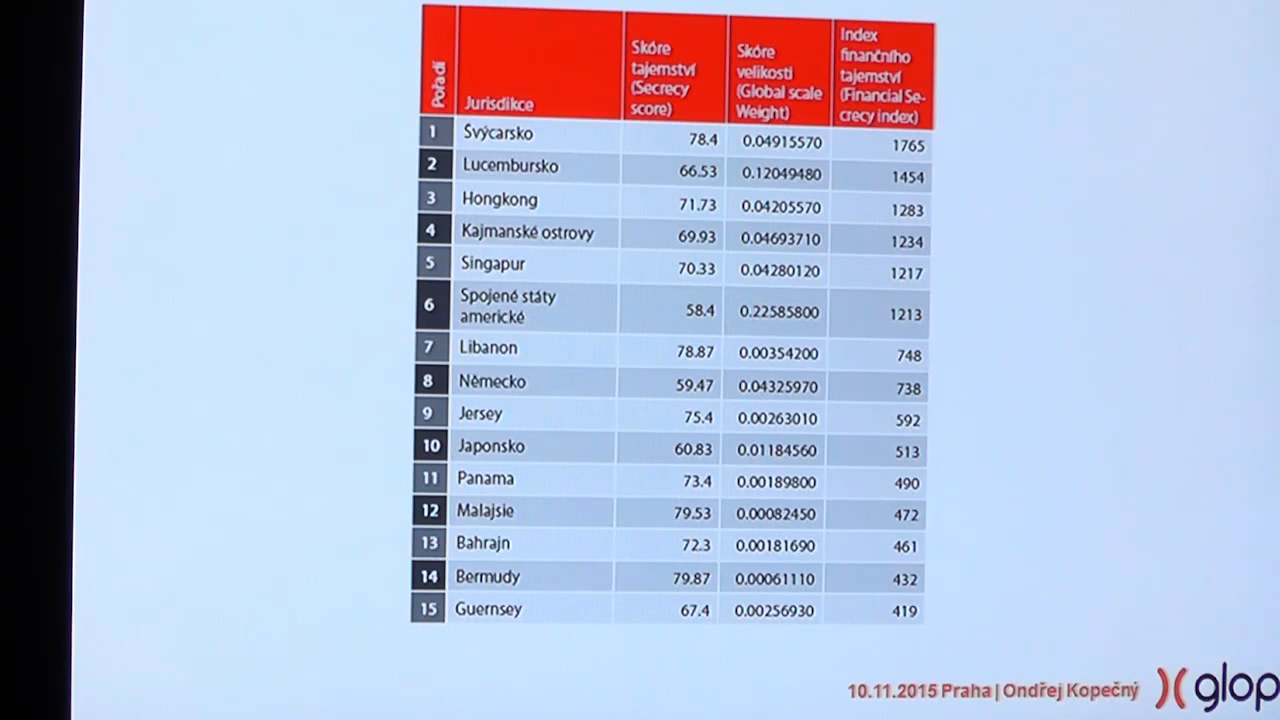 Pořadí | Jurisdikce | Skóre tajemství (Secrecy score) | Skóre velikosti (Global scale Weight) | Index finančního tajemství (Financial Se-crecy index)
1 | Švýcarsko | 78.4 | 0.04915570 | 1765
2 | Lucembursko | 66.53 | 0.12049480 | 1454
3 | Hongkong | 71.73 | 0.04205570 | 1283
4 | Kajmanské ostrovy | 69.93 | 0.04693710 | 1234
5 | Singapur | 70.33 | 0.04280120 | 1217
6 | Spojené státy americké | 58.4 | 0.22585800 | 1213
7 | Libanon | 78.87 | 0.00354200 | 748
8 | Německo | 59.47 | 0.04325970 | 738
9 | Jersey | 75.4 | 0.00263010 | 592
10 | Japonsko | 60.83 | 0.01184560 | 513
11 | Panama | 73.4 | 0.00189800 | 490
12 | Malajsie | 79.53 | 0.00082450 | 472
13 | Bahrajn | 72.3 | 0.00181690 | 461
14 | Bermudy | 79.87 | 0.00061110 | 432
15 | Guernsey | 67.4 | 0.00256930 | 419
10.11.2015 Praha | Ondřej Kopečný
glop